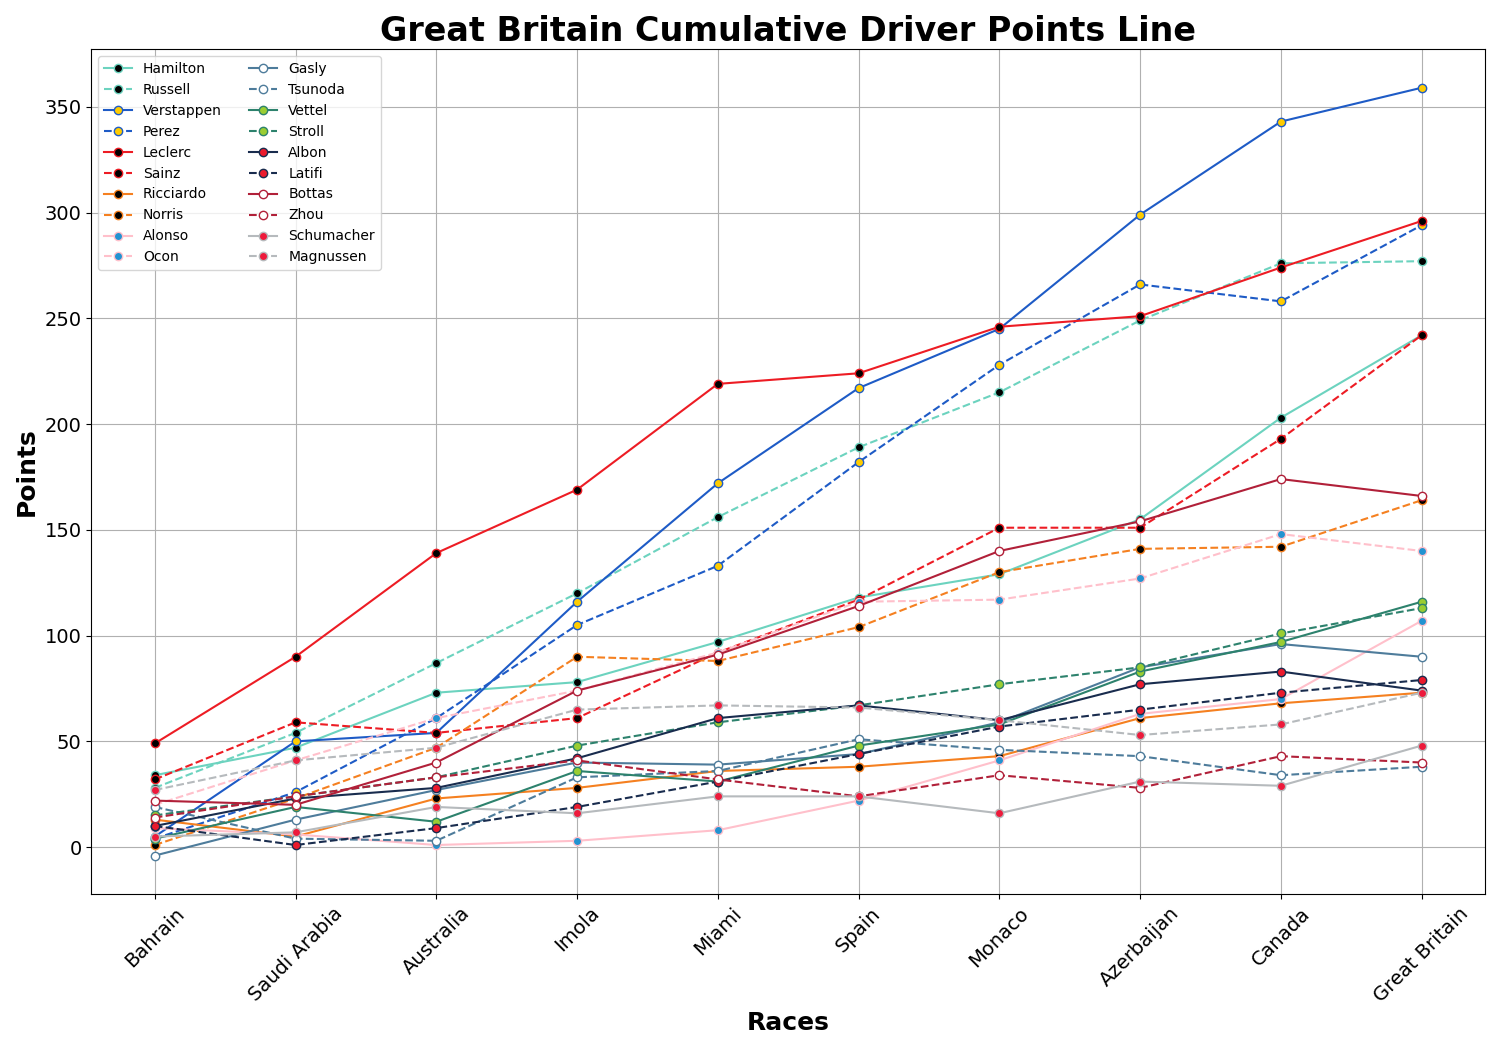 Great Britain Cumulative Driver Points Line
Hamilton
Russell
Verstappen
Perez
Leclerc
Sainz
Ricciardo
Norris
Alonso
Ocon
Gasly
Tsunoda
Vettel
Stroll
Albon
Latifi
Bottas
Zhou
Schumacher
Magnussen
Points
350
300
250
200
150
100
50
0
Bahrain
Saudi Arabia
Australia
Imola
Miami
Spain
Monaco
Azerbaijan
Canada
Great Britain
Races